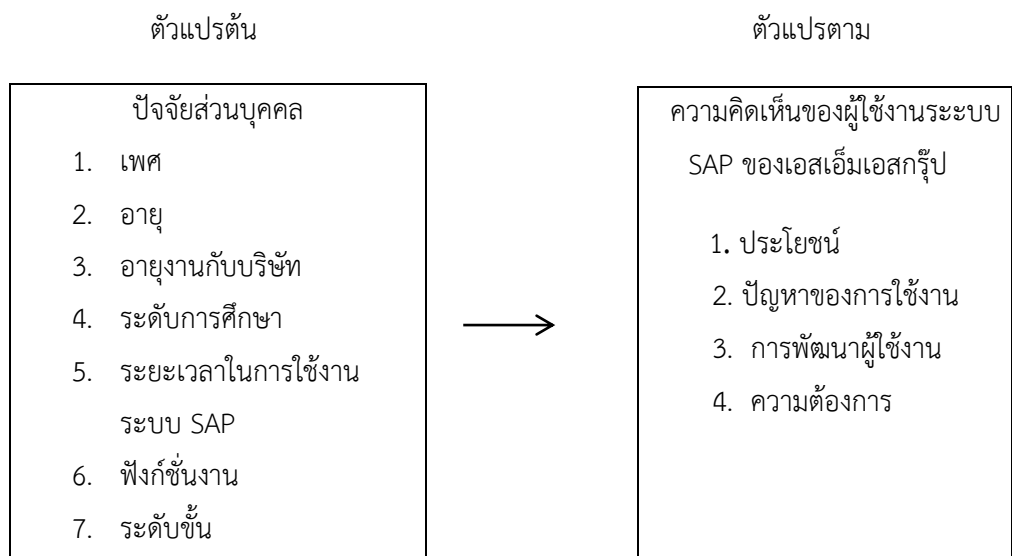 ตัวแปรต้น
ตัวแปรตาม
ปัจจัยส่วนบุคคล
1. เพศ
2. อายุ
3. อายุงานกับบริษัท
4. ระดับการศึกษา
5. ระยะเวลาในการใช้งาน
ระบบ SAP
6. ฟังก์ชั่นงาน
7. ระดับขั้น
ความคิดเห็นของผู้ใช้งานระะบบ
SAP ของเอสเอ็มเอสกรุ๊ป
1. ประโยชน์
2. ปัญหาของการใช้งาน
3. การพัฒนาผู้ใช้งาน
4. ความต้องการ